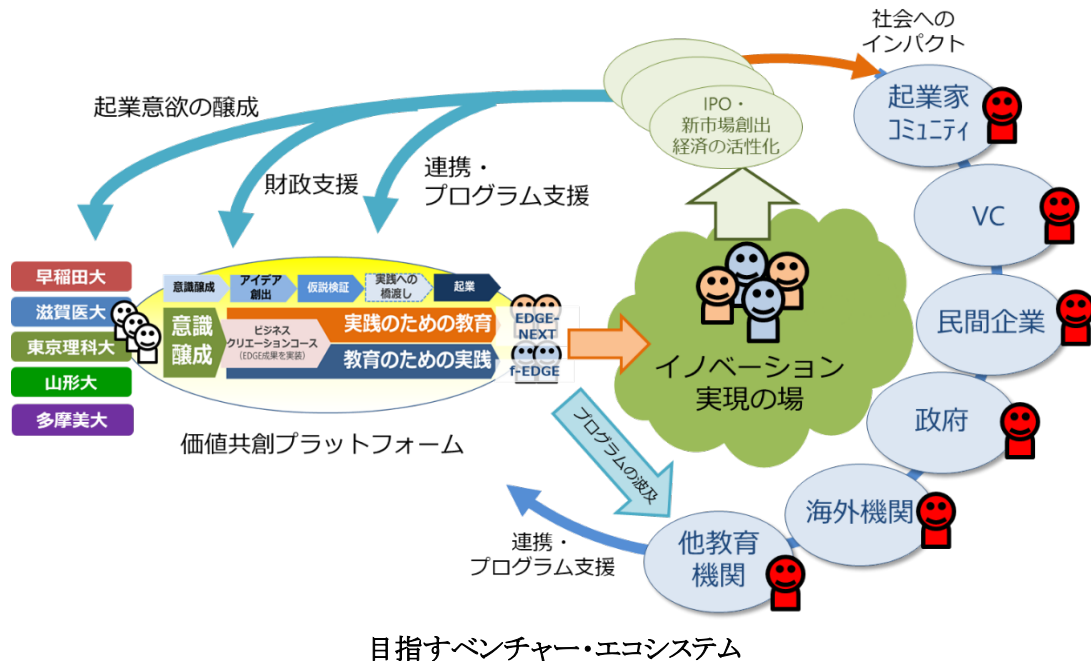 社会への
インパクト
起業家
コミュニティ
IPO・
新市場創出
経済の活性化
起業意欲の醸成
財政支援
連携・
プログラム支援
VC
早稲田大
滋賀医大
東京理科大
山形大
多摩美大
意識醸成
アイデア
創出
仮説検証
実践への
橋渡し
起業
意識
醸成
ビジネス
クリエーションコース
(EDGE成果を実装)
実践のための教育
教育のための実践
EDGE-
NEXT
f-EDGE
価値共創プラットフォーム
イノベーション
実現の場
民間企業
政府
海外機関
他教育
機関
プログラムの波及
連携・
プログラム支援
目指すベンチャー・エコシステム